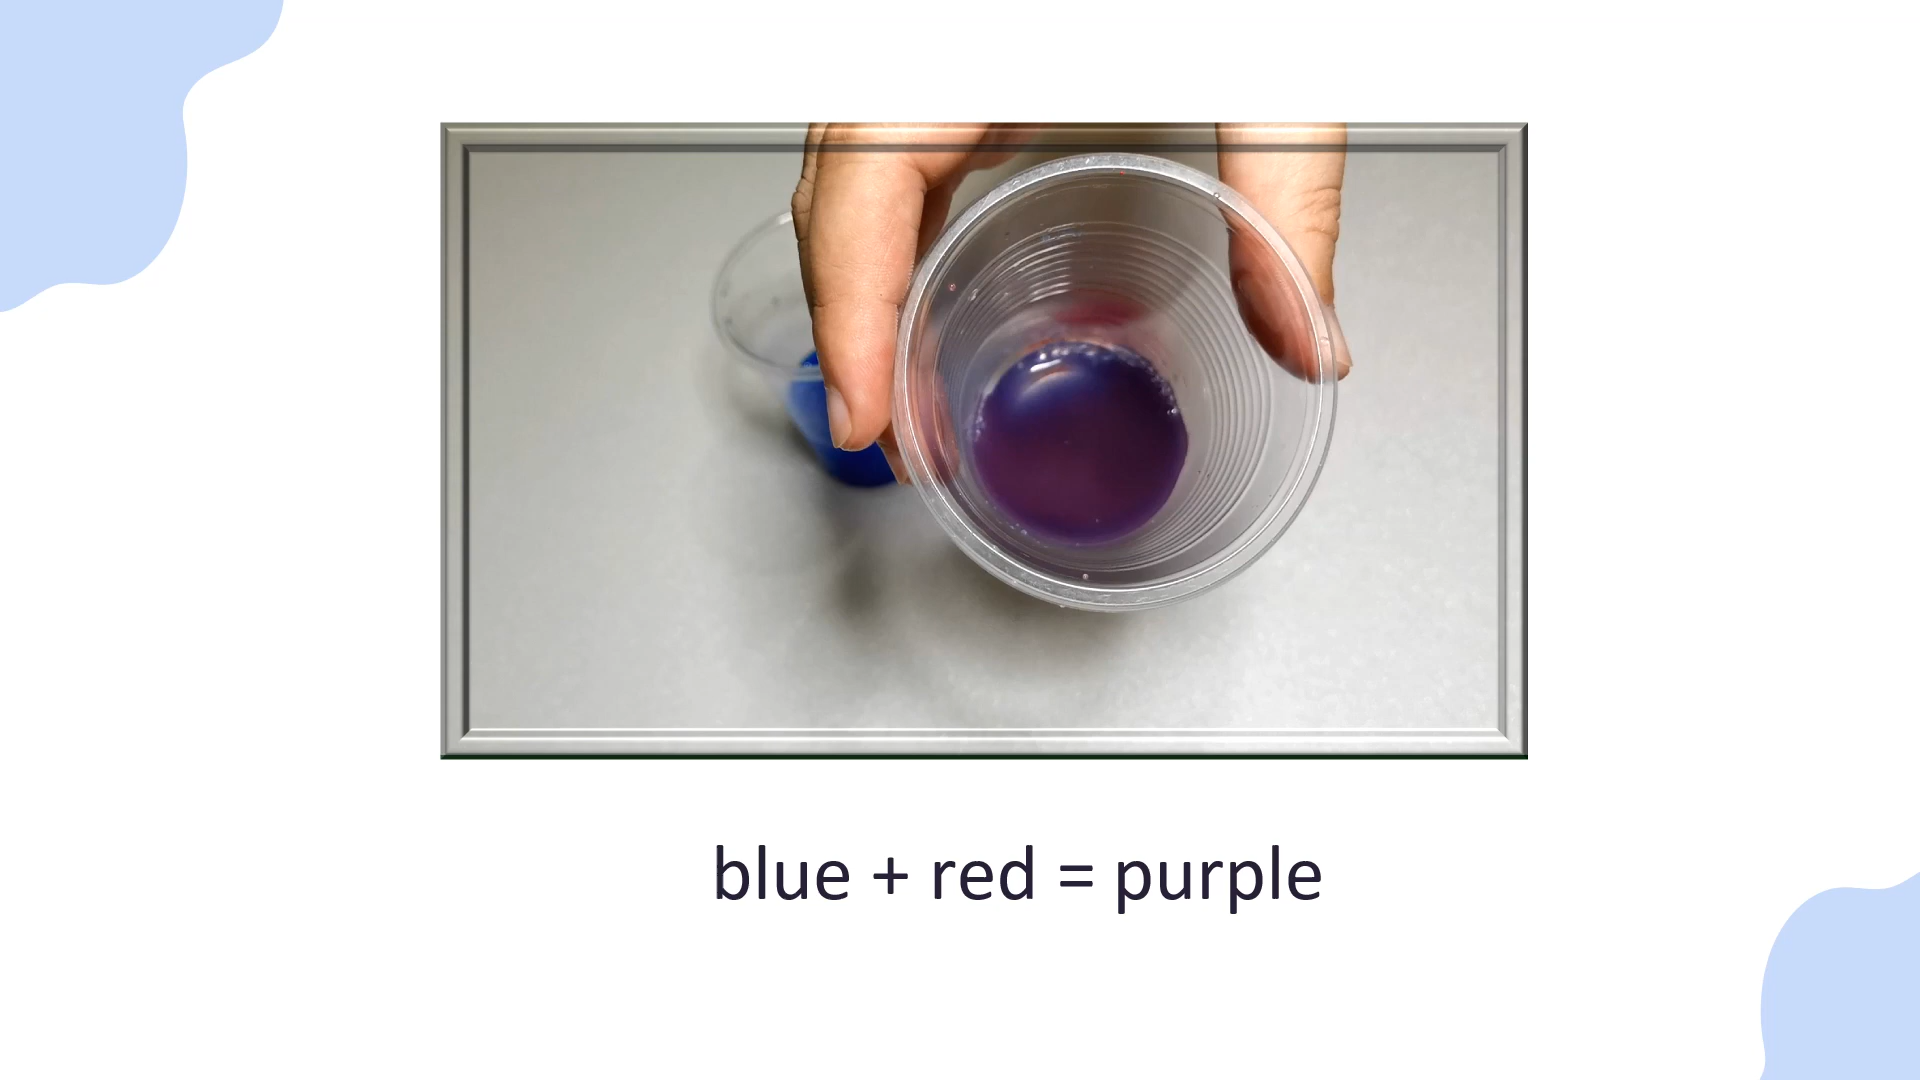 blue + red = purple